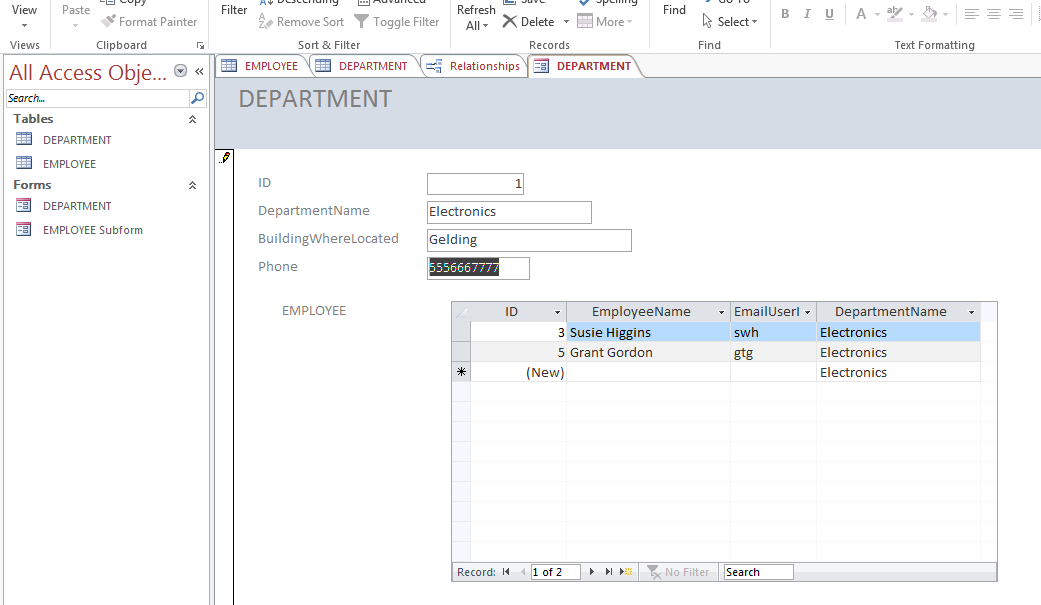 View
Paste
Copy
Format Painter
Filter
Descending
Remove Sort
Advanced
Toggle Filter
Refresh
All
Save
Delete
Spelling
More
Find
Go To
Select
B I U A
Views
Clipboard
Sort & Filter
Records
Find
Text Formatting
All Access Obje...
Search...
Tables
DEPARTMENT
EMPLOYEE
Forms
DEPARTMENT
EMPLOYEE Subform
EMPLOYEE DEPARTMENT Relationships DEPARTMENT
DEPARTMENT
ID 1
DepartmentName Electronics
BuildingWhereLocated Gelding
Phone 5556667777
EMPLOYEE
ID EmployeeName EmailUserI DepartmentName
3 Susie Higgins swh Electronics
5 Grant Gordon gtg Electronics
(New) Electronics
Record: 1 of 2 No Filter Search